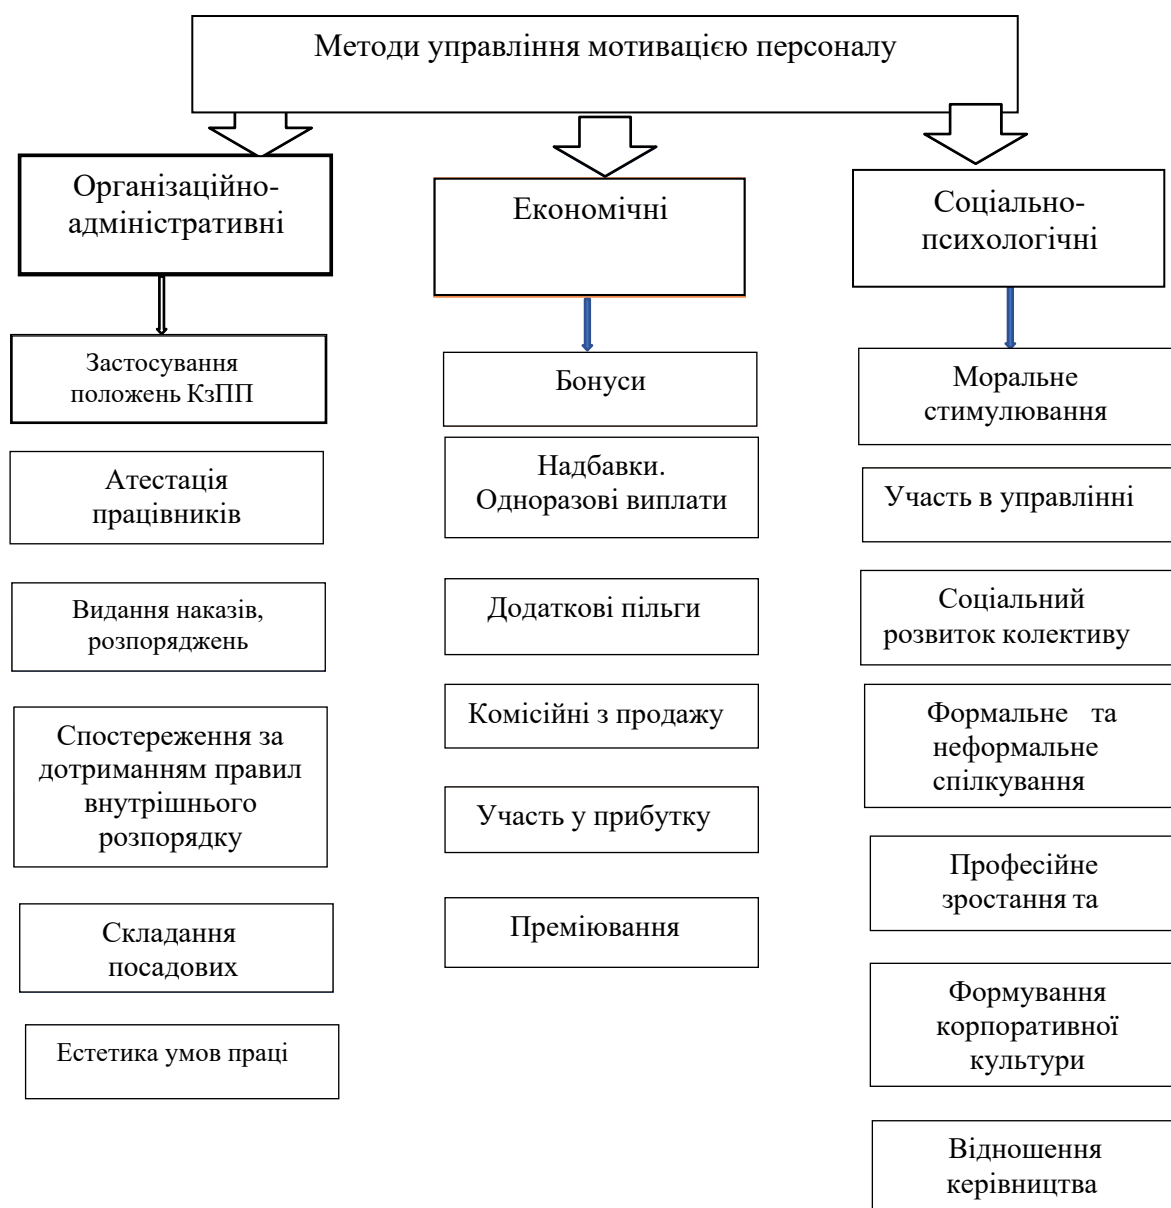 Методи управління мотивацією персоналу
Організаційно-
адміністративні
Економічні
Соціально-
психологічні
Застосування
положень КзПП
Атестація
працівників
Видання наказів,
розпоряджень
Спостереження за
дотриманням правил
внутрішнього
розпорядку
Складання
посадових
Естетика умов праці
Бонуси
Надбавки.
Одноразові виплати
Додаткові пільги
Комісійні з продажу
Участь у прибутку
Преміювання
Моральне
стимулювання
Участь в управлінні
Соціальний
розвиток колективу
Формальне та
неформальне
спілкування
Професійне
зростання та
Формування
корпоративної
культури
Відношення
керівництва